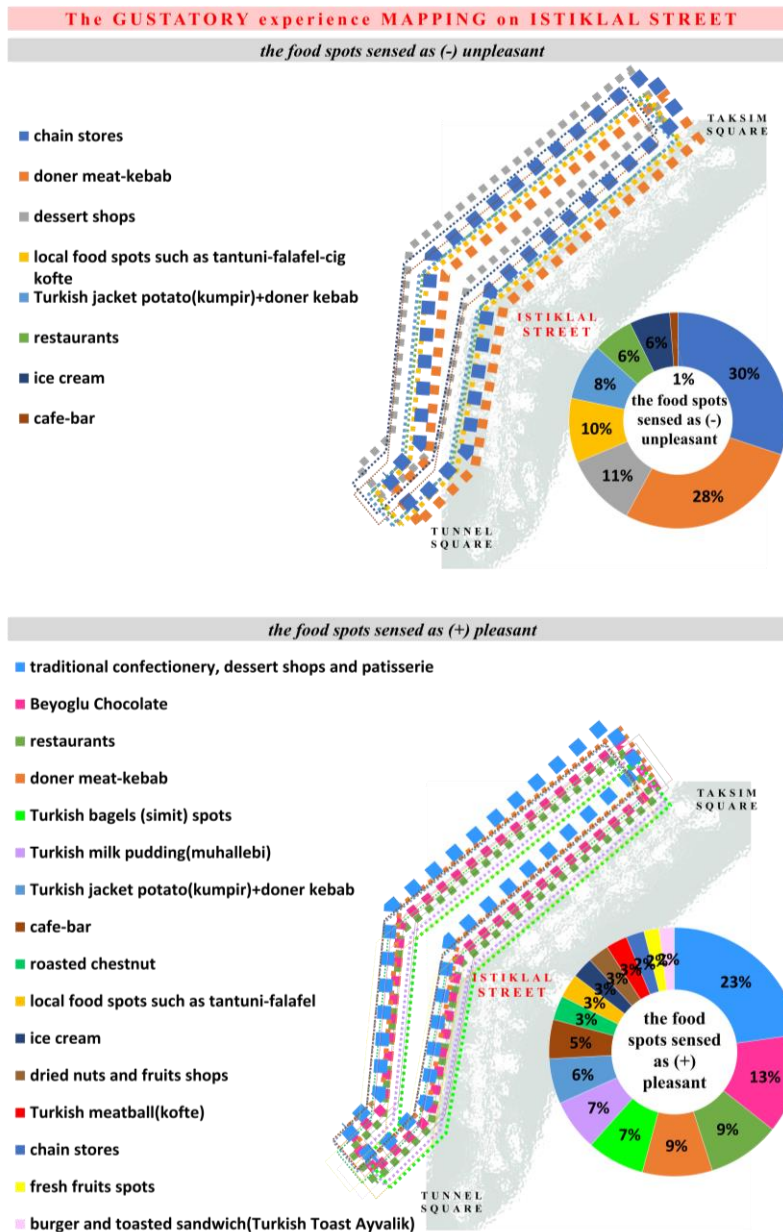 The GUSTATORY experience MAPPING on ISTIKLAL STREET
the food spots sensed as (-) unpleasant
chain stores
doner meat-kebab
dessert shops
local food spots such as tantuni-falafel-cig
kofte
Turkish jacket potato(kumpir)+doner kebab
restaurants
ice cream
cafe-bar
TAKSIM
SQUARE
ISTIKLAL
STREET
TUNNEL
SQUARE
30%
28%
11%
10%
8%
6%
6%
1%
the food spots
sensed as (-)
unpleasant
the food spots sensed as (+) pleasant
traditional confectionery, dessert shops and patisserie
Beyoglu Chocolate
restaurants
doner meat-kebab
Turkish bagels (simit) spots
Turkish milk pudding(muhallebi)
Turkish jacket potato(kumpir)+doner kebab
cafe-bar
roasted chestnut
local food spots such as tantuni-falafel
ice cream
dried nuts and fruits shops
Turkish meatball(kofte)
chain stores
fresh fruits spots
burger and toasted sandwich(Turkish Toast Ayvalik)
TAKSIM
SQUARE
ISTIKLAL
STREET
TUNNEL
SQUARE
23%
13%
9%
9%
7%
7%
6%
5%
3%
3%
3%
3%
3%
2%
2%
2%
the food
spots sensed
as (+)
pleasant